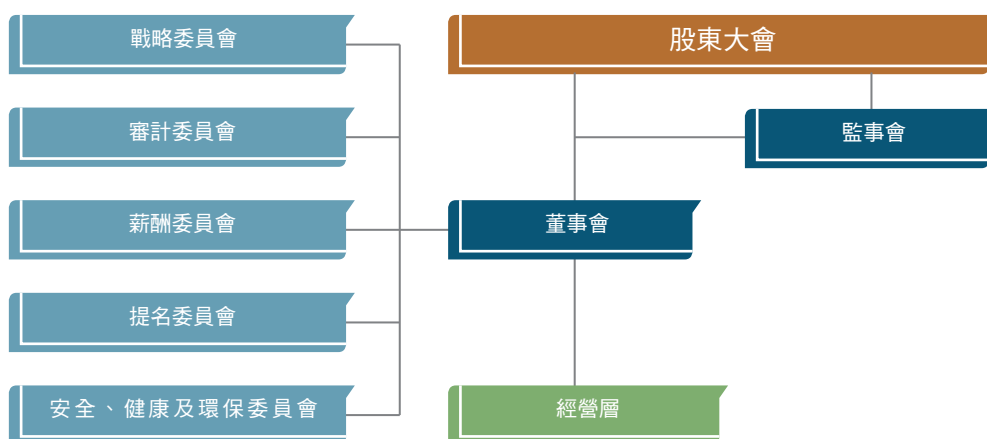 戰略委員會
股東大會
審計委員會
監事會
薪酬委員會
董事會
提名委員會
安全、健康及環保委員會
經營層